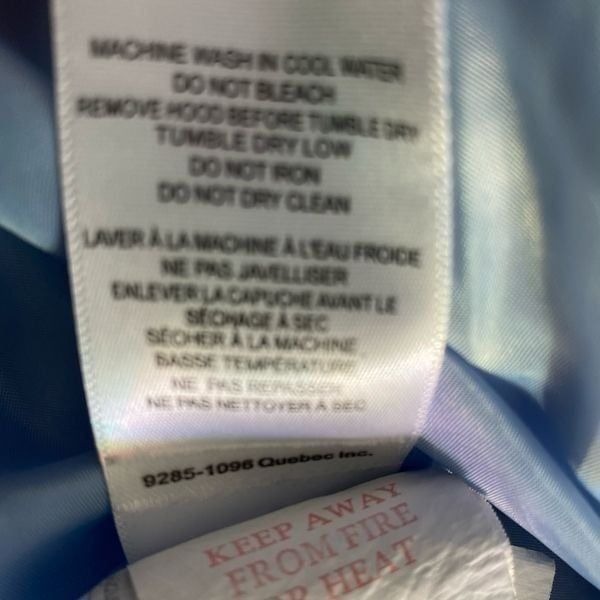 MACHINE WASH IN COOL WATER
DO NOT BLEACH
REMOVE HOOD BEFORE TUMBLE DRY
TUMBLE DRY LOW
DO NOT IRON
DO NOT DRY CLEAN
LAVER À LA MACHINE À L'EAU FROIDE
NE PAS JAVELLISER
ENLEVER LA CAPUCHE AVANT LE
SÉCHAGE À SEC
SÉCHER À LA MACHINE
BASSE TEMPÉRATURE
NE PAS REPASSER
NE PAS NETTOYER À SEC
9285-1096 Quebec Inc.
KEEP AWAY
FROM FIRE
OR HEAT